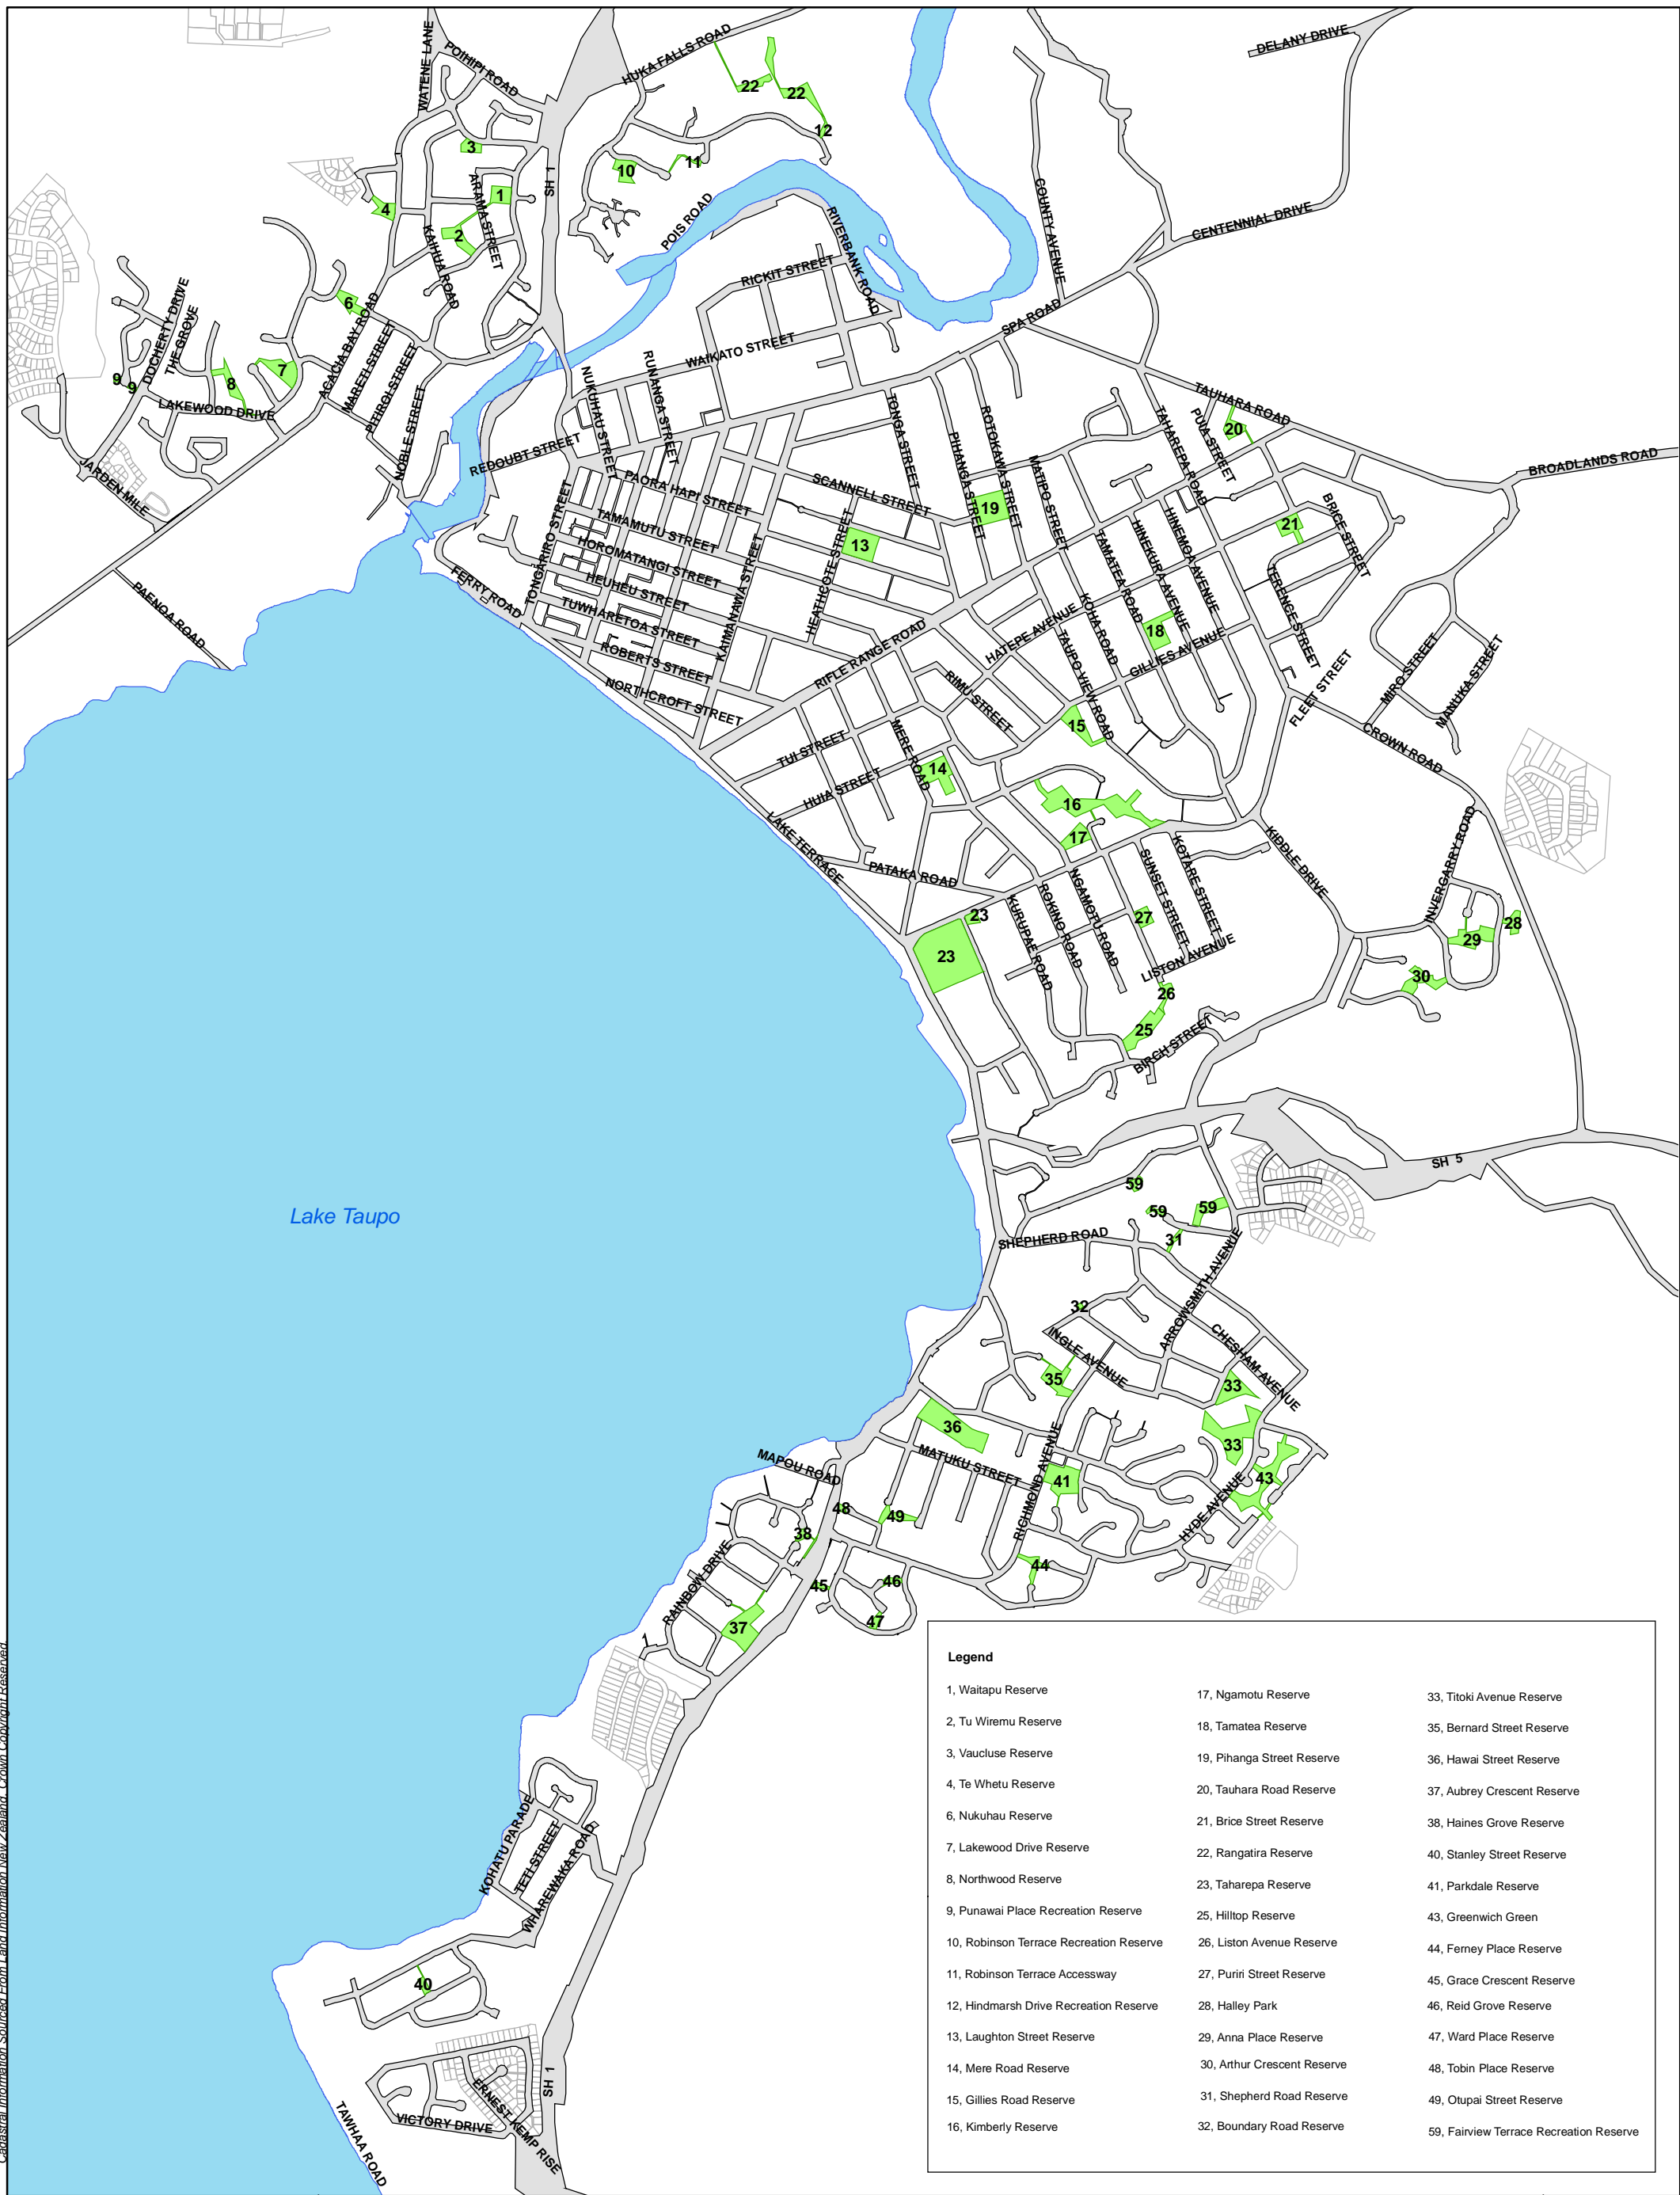 HUKA FALLS ROAD
DELANY DRIVE
WATENE LANE
POIHIPI ROAD
22
22
12
3
10
11
SH 1
ARAMA STREET
1
4
2
KAIHUA ROAD
POIS ROAD
RIVERBANK ROAD
COUNTY AVENUE
CENTENNIAL DRIVE
RICKIT STREET
6
DOCHERTY DRIVE
THE GROVE
ACACIA BAY ROAD
MARETI STREET
PITIROI STREET
NOBLE STREET
9
9
8
7
LAKEWOOD DRIVE
JARDEN MILE
SPA ROAD
WAIKATO STREET
RUNANGA STREET
NUKUHAU STREET
REDOUBT STREET
TONGA STREET
PIHANGA STREET
ROTOKAWA STREET
MATIPO STREET
TAUHARA ROAD
TAHAREPA ROAD
PUIA STREET
20
BROADLANDS ROAD
PAORA HAPI STREET
SCANNELL STREET
19
13
21
BRICE STREET
TAMAMUTU STREET
HOROMATANGI STREET
HEUHEU STREET
TUWHARETOA STREET
ROBERTS STREET
NORTHCROFT STREET
TONGARIRO STREET
FERRY ROAD
KAIMANAWA STREET
HEATHCOTE STREET
PAENOA ROAD
TAMATEA ROAD
HINEKURA AVENUE
HINEMOA AVENUE
TERENCE STREET
KOHA ROAD
HATEPE AVENUE
TAUPO VIEW ROAD
18
GILLIES AVENUE
RIFLE RANGE ROAD
RIMU STREET
FLEET STREET
MIRO STREET
MANUKA STREET
15
CROWN ROAD
TUI STREET
MERE ROAD
HUIA STREET
14
16
17
LAKE TERRACE
PATAKA ROAD
KIDDLE DRIVE
INVERGARRY ROAD
SUNSET STREET
KOTARE STREET
NGAMOTU ROAD
ROKINO ROAD
KURUPAE ROAD
23
23
27
28
29
LISTON AVENUE
30
26
25
BIRCH STREET
SH 5
Lake Taupo
59
59
59
31
SHEPHERD ROAD
ARROWSMITH AVENUE
32
INGLE AVENUE
CHESHAM AVENUE
35
33
33
36
MATUKU STREET
RICHMOND AVENUE
41
43
HYDE AVENUE
MAPOU ROAD
48
49
38
44
45
46
47
RAINBOW DRIVE
37
KOHATU PARADE
TETI STREET
WHAREWAKA ROAD
40
SH 1
ERNEST KEMP RISE
VICTORY DRIVE
TAWHAA ROAD
Cadastral Information Sourced From Land Information New Zealand. Crown Copyright Reserved.
Legend
1, Waitapu Reserve
2, Tu Wiremu Reserve
3, Vaucluse Reserve
4, Te Whetu Reserve
6, Nukuhau Reserve
7, Lakewood Drive Reserve
8, Northwood Reserve
9, Punawai Place Recreation Reserve
10, Robinson Terrace Recreation Reserve
11, Robinson Terrace Accessway
12, Hindmarsh Drive Recreation Reserve
13, Laughton Street Reserve
14, Mere Road Reserve
15, Gillies Road Reserve
16, Kimberly Reserve
17, Ngamotu Reserve
18, Tamatea Reserve
19, Pihanga Street Reserve
20, Tauhara Road Reserve
21, Brice Street Reserve
22, Rangatira Reserve
23, Taharepa Reserve
25, Hilltop Reserve
26, Liston Avenue Reserve
27, Puriri Street Reserve
28, Halley Park
29, Anna Place Reserve
30, Arthur Crescent Reserve
31, Shepherd Road Reserve
32, Boundary Road Reserve
33, Titoki Avenue Reserve
35, Bernard Street Reserve
36, Hawai Street Reserve
37, Aubrey Crescent Reserve
38, Haines Grove Reserve
40, Stanley Street Reserve
41, Parkdale Reserve
43, Greenwich Green
44, Ferney Place Reserve
45, Grace Crescent Reserve
46, Reid Grove Reserve
47, Ward Place Reserve
48, Tobin Place Reserve
49, Otupai Street Reserve
59, Fairview Terrace Recreation Reserve